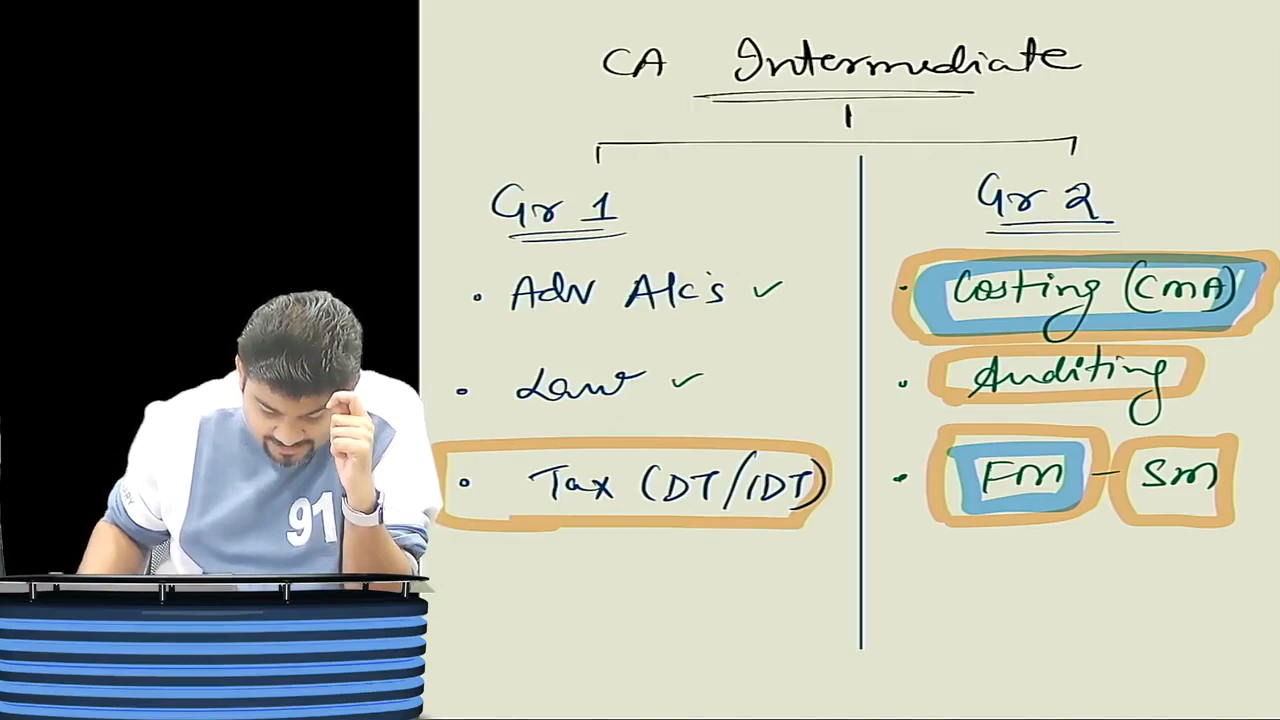 CA Intermediate
Gr 1
• Adv A/c's ✓
• Law ✓
• Tax (DT/IDT)
Gr 2
• Costing (CMA)
• Auditing
• FM - SM
91